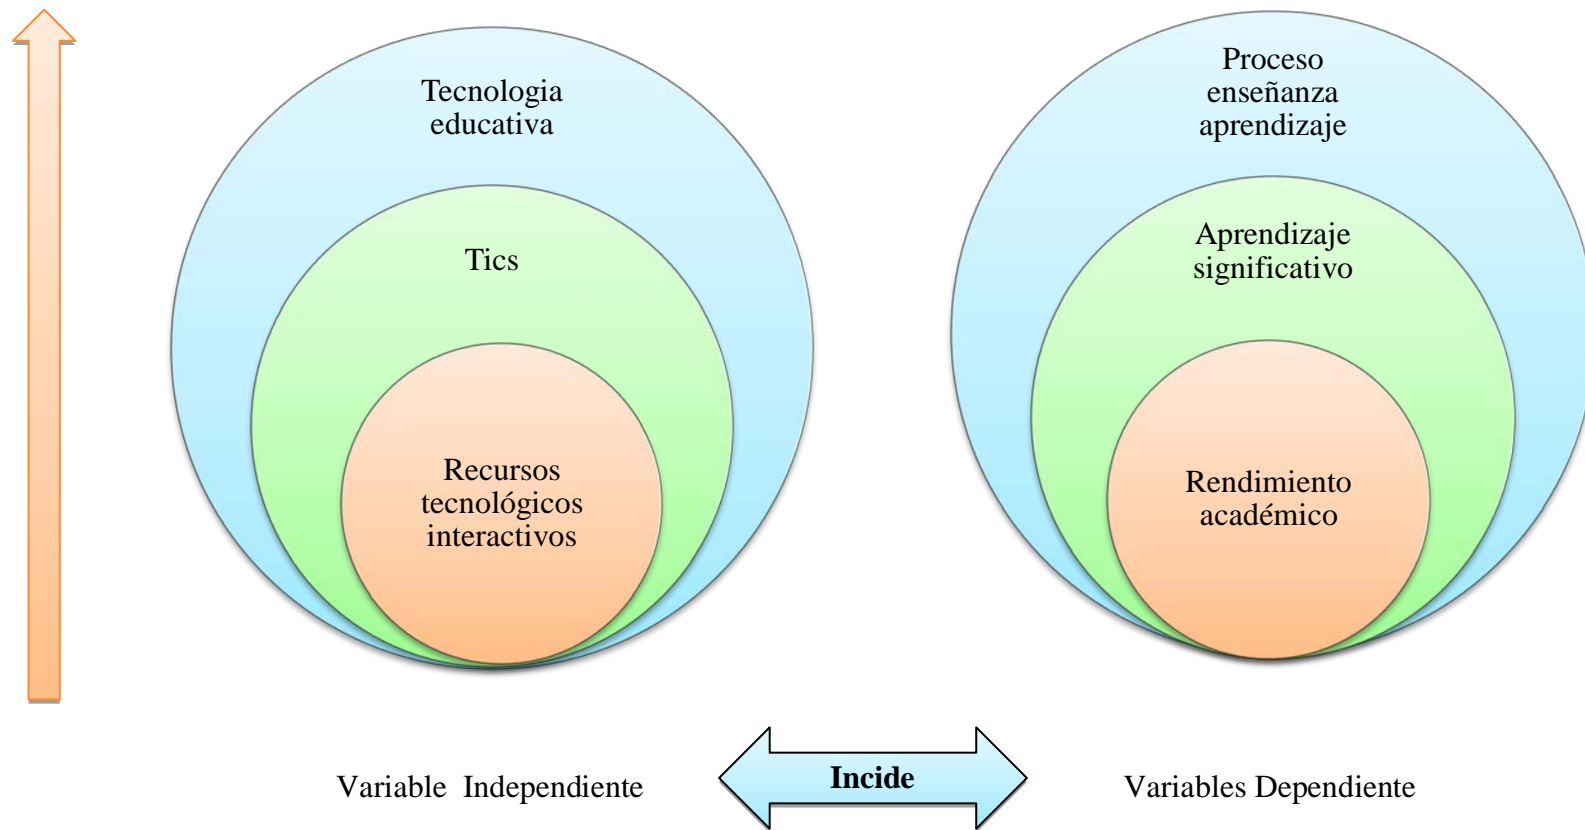 Tecnologia
educativa
Tics
Recursos
tecnológicos
interactivos
Proceso
enseñanza
aprendizaje
Aprendizaje
significativo
Rendimiento
académico
Variable  Independiente
Incide
Variables Dependiente